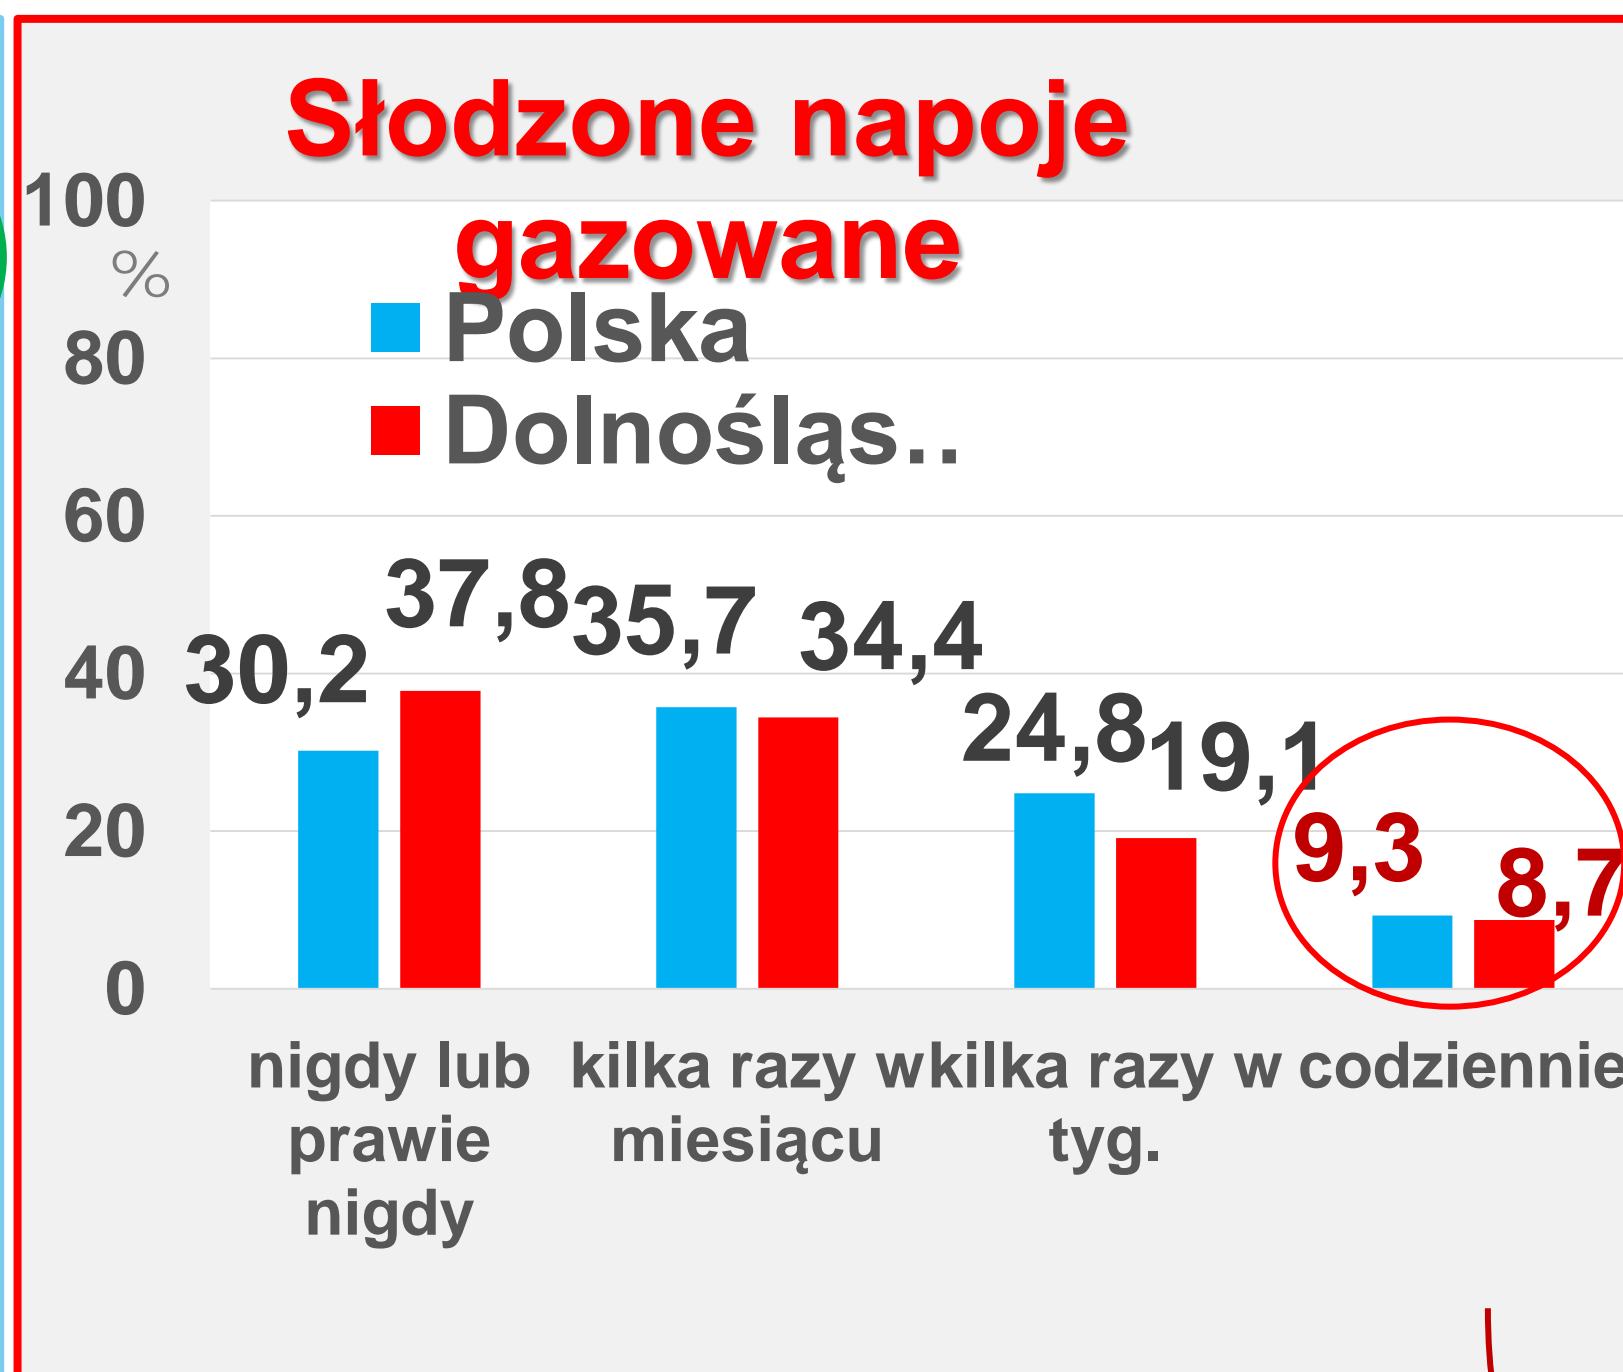 Słodzone napoje
gazowane
100
%
80
60
40
20
0
Polska
Dolnośląs..
30,2
37,8
35,7
34,4
24,8
19,1
9,3
8,7
nigdy lub
prawie
nigdy
kilka razy w
miesiącu
kilka razy w
tyg.
codziennie